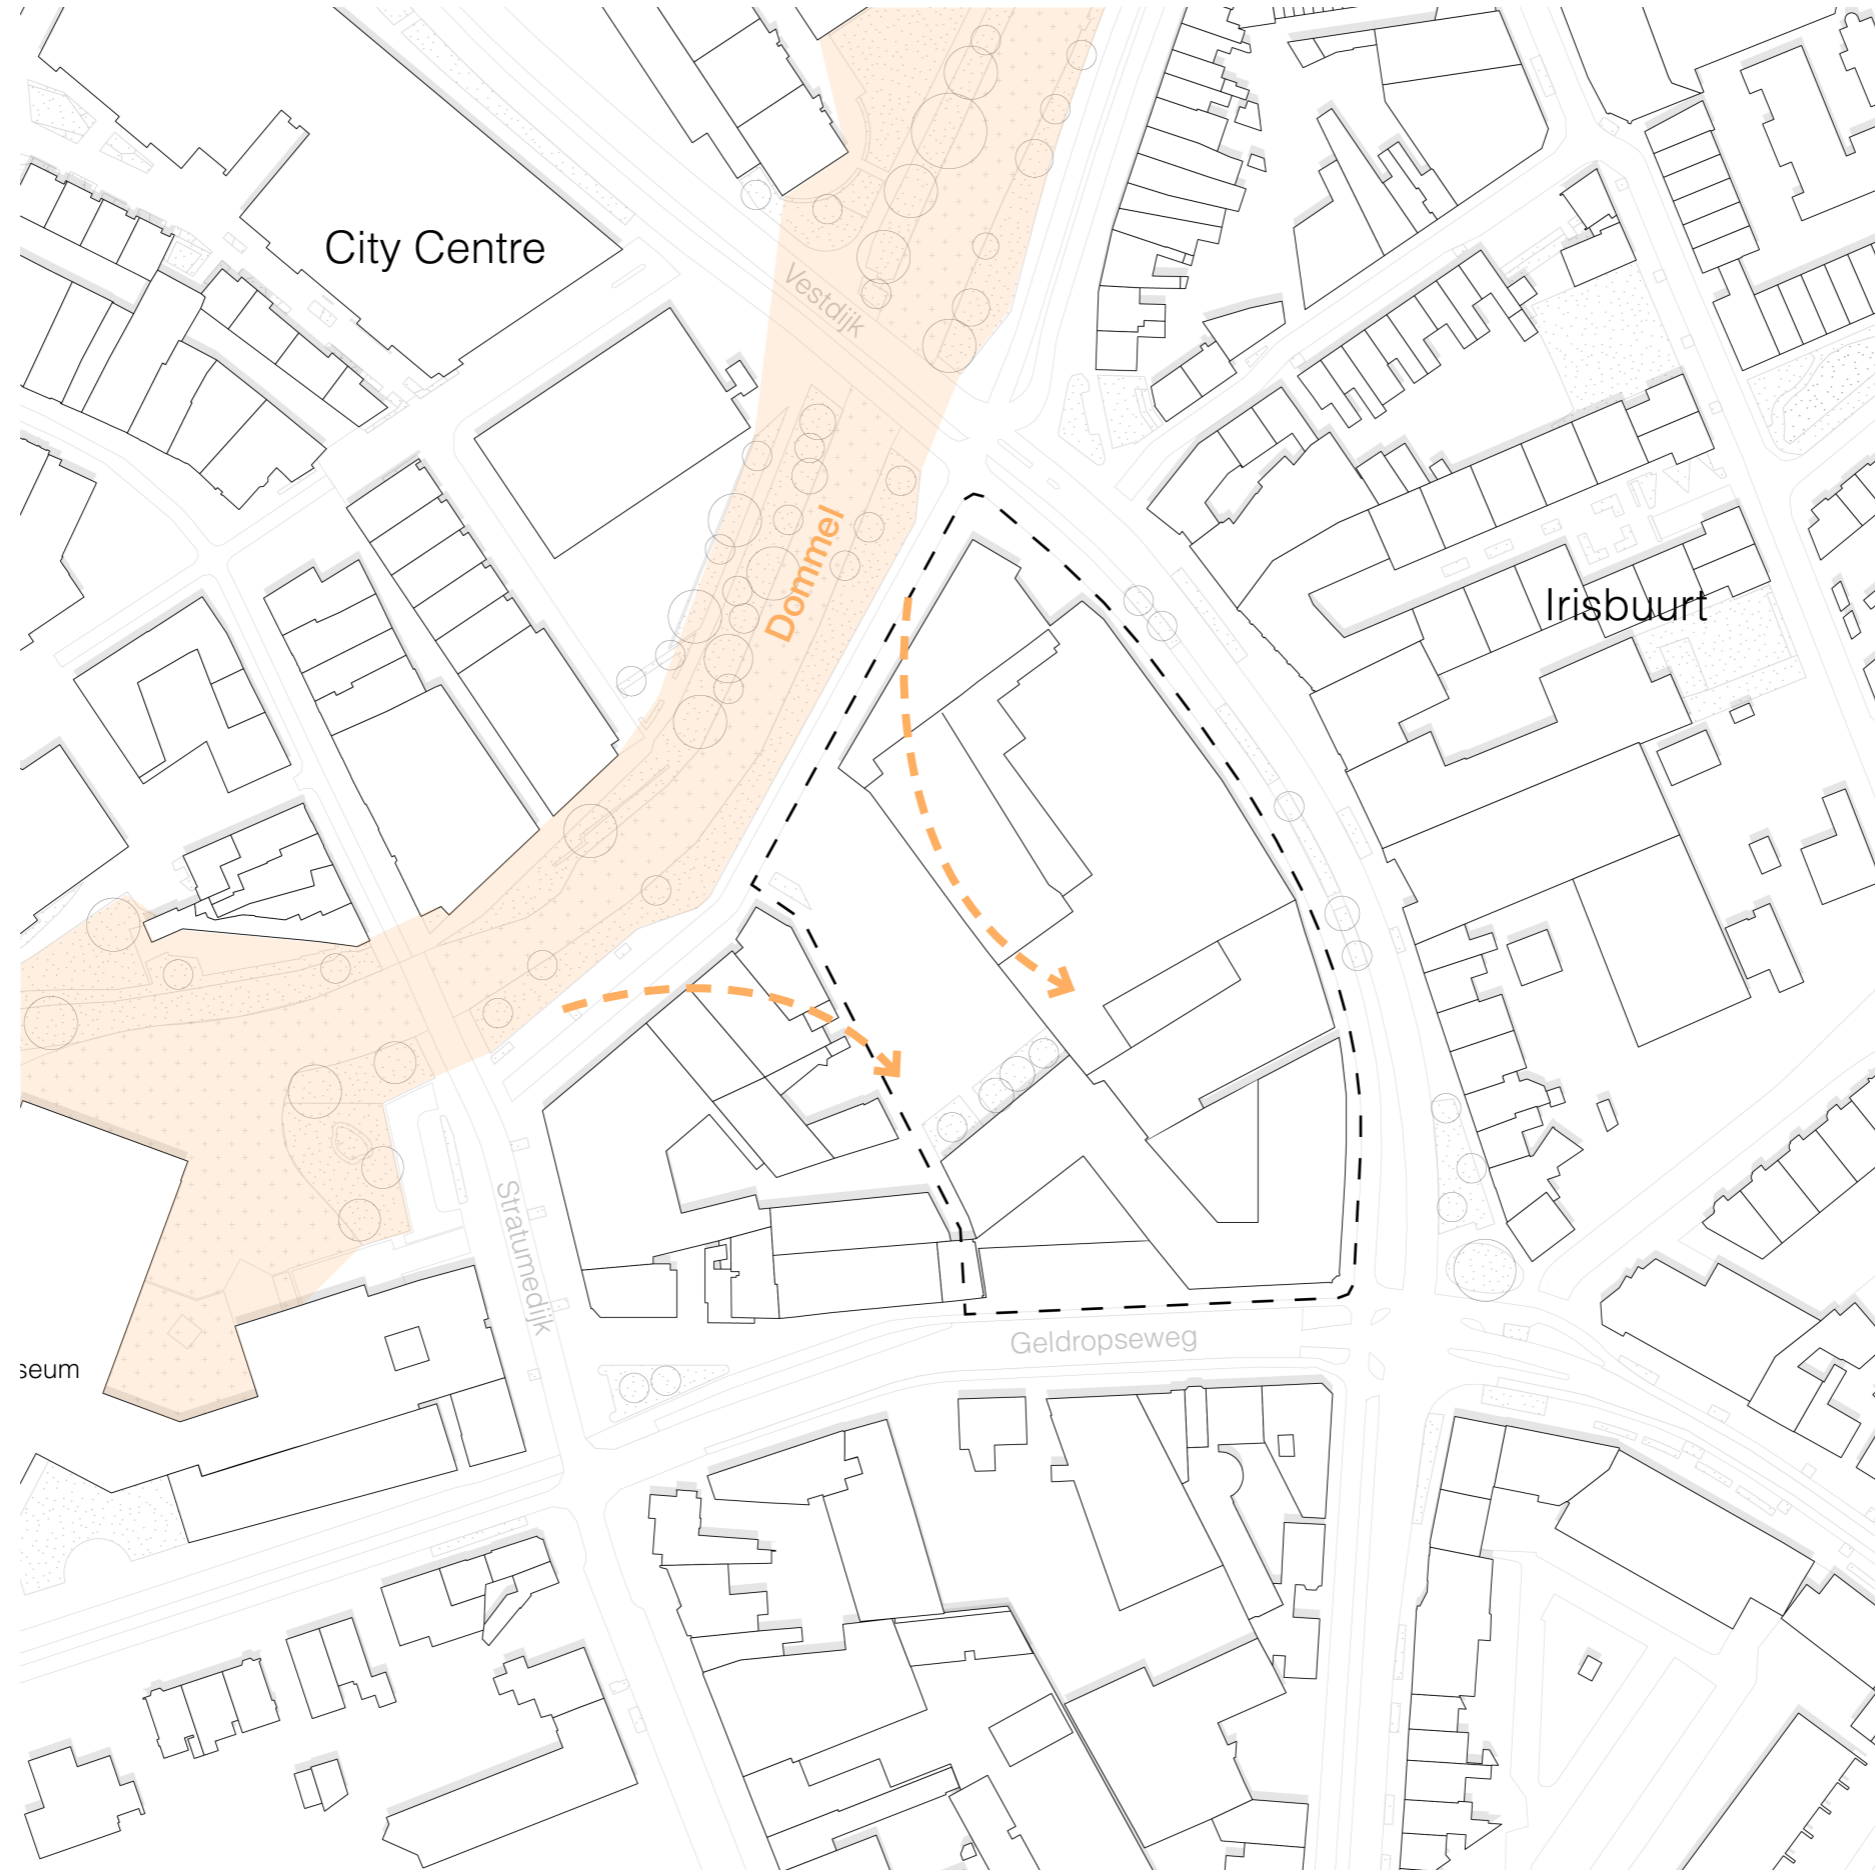 City Centre
Vestdijk
Dommel
Irisbuurt
Stratumedijk
Geldropseweg
seum